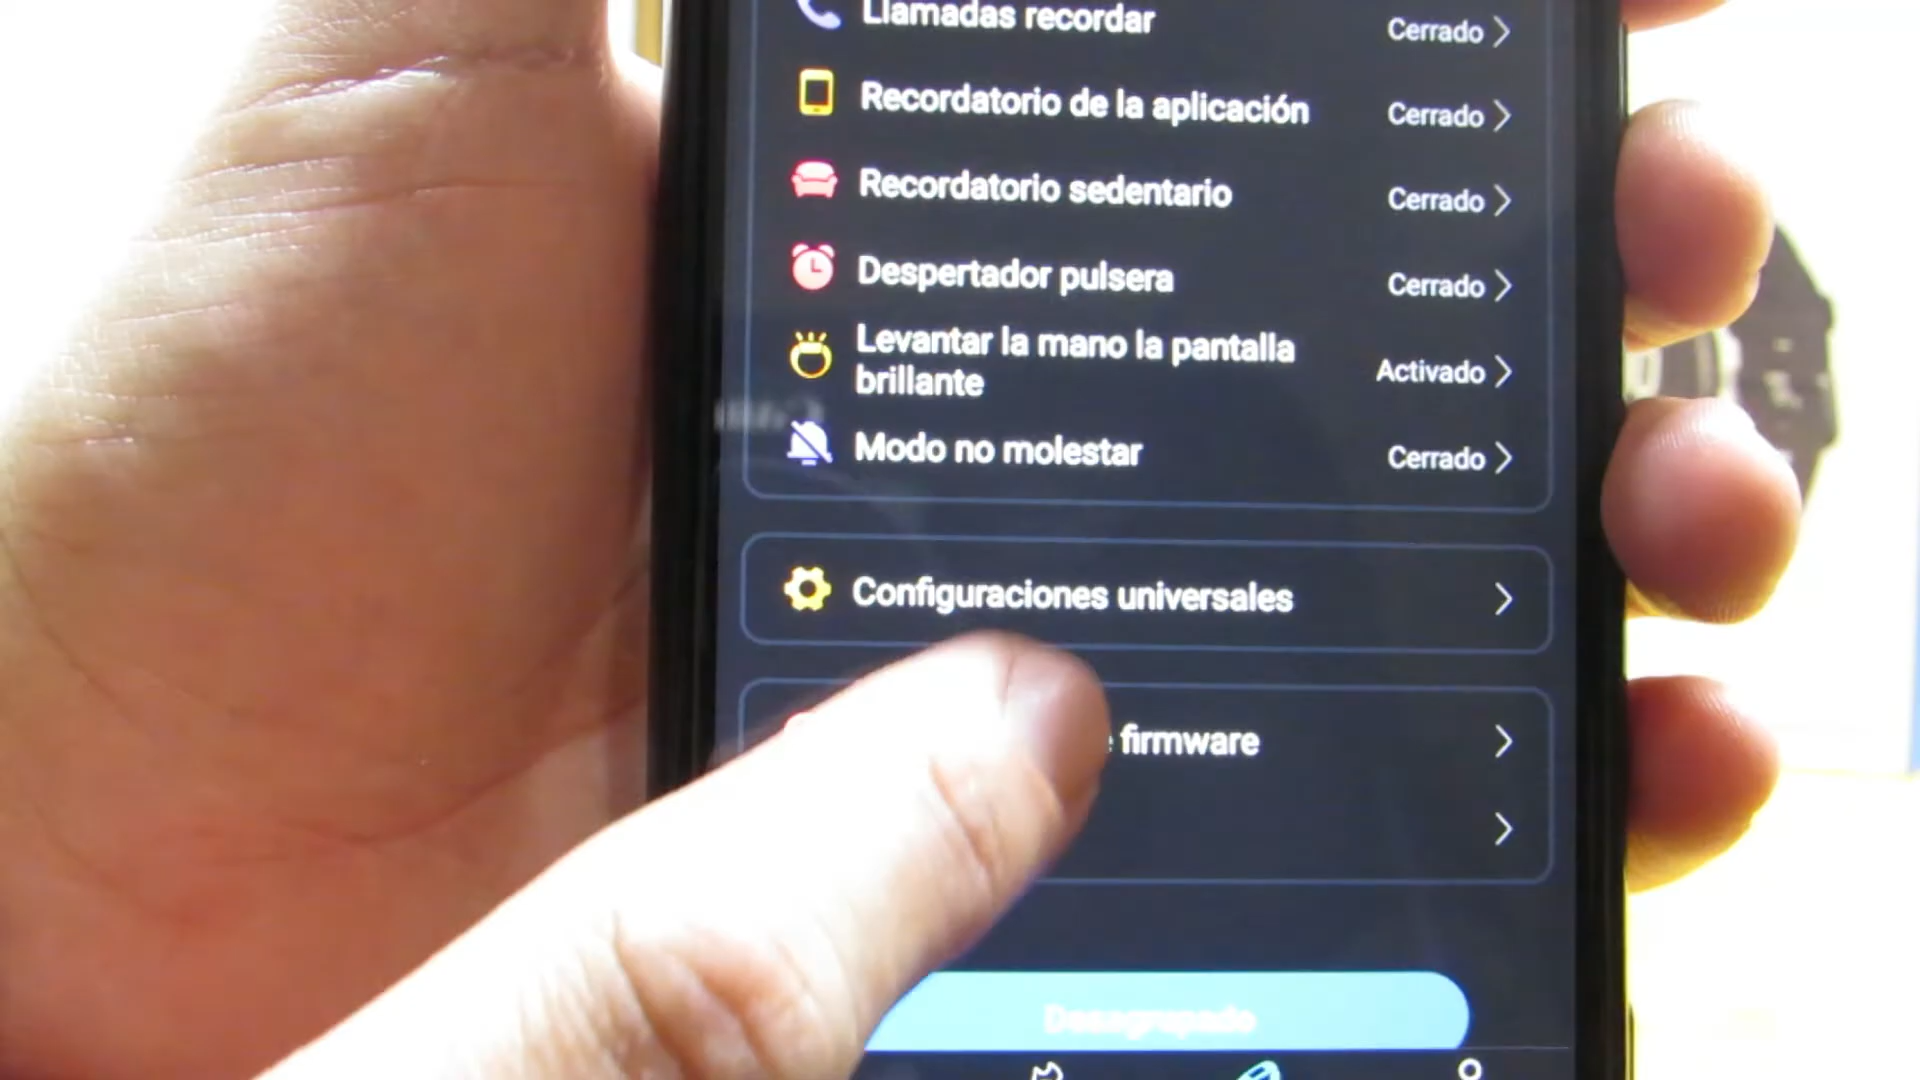 Llamadas recordar Cerrado
Recordatorio de la aplicación Cerrado
Recordatorio sedentario Cerrado
Despertador pulsera Cerrado
Levantar la mano la pantalla
brillante Activado
Modo no molestar Cerrado
Configuraciones universales
firmware
Desagrupado